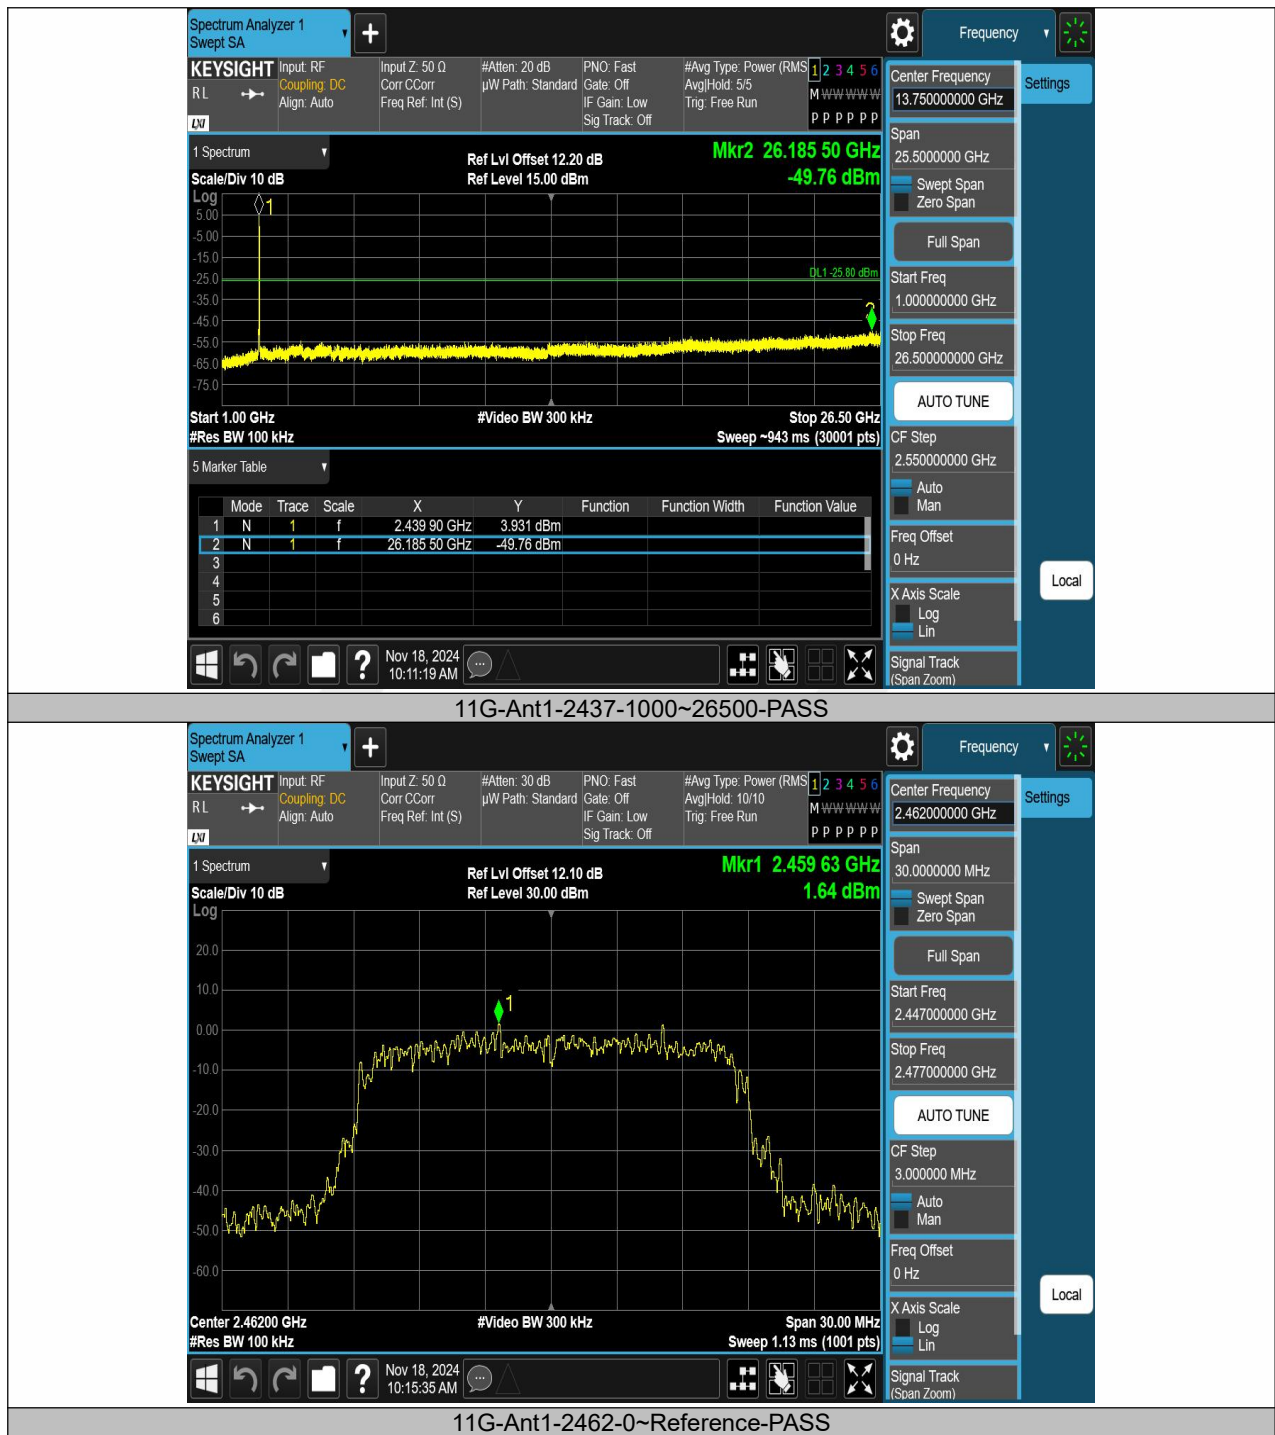 Spectrum Analyzer 1
Swept SA
+
Frequency
KEYSIGHT
R L
LXI
Input: RF
Coupling: DC
Align: Auto
Input Z: 50 Ω
Corr CCorr
Freq Ref: Int (S)
#Atten: 20 dB
µW Path: Standard
PNO: Fast
Gate: Off
IF Gain: Low
Sig Track: Off
#Avg Type: Power (RMS
Avg|Hold: 5/5
Trig: Free Run
1 2 3 4 5 6
M W W W W W
P P P P P P
Center Frequency
13.750000000 GHz
Settings
Span
25.5000000 GHz
Swept Span
Zero Span
Full Span
Start Freq
1.000000000 GHz
Stop Freq
26.500000000 GHz
AUTO TUNE
CF Step
2.550000000 GHz
Auto
Man
Freq Offset
0 Hz
X Axis Scale
Log
Lin
Signal Track
(Span Zoom)
Local
1 Spectrum
Scale/Div 10 dB
Ref Lvl Offset 12.20 dB
Ref Level 15.00 dBm
Mkr2 26.185 50 GHz
-49.76 dBm
Log
1
5.00
-5.00
-15.0
-25.0
DL1 -25.80 dBm
-35.0
2
-45.0
-55.0
-65.0
-75.0
Start 1.00 GHz
#Video BW 300 kHz
Stop 26.50 GHz
#Res BW 100 kHz
Sweep ~943 ms (30001 pts)
5 Marker Table
Mode Trace Scale X Y Function Function Width Function Value
1 N 1 f 2.439 90 GHz 3.931 dBm
2 N 1 f 26.185 50 GHz -49.76 dBm
3
4
5
6
?
Nov 18, 2024
10:11:19 AM
11G-Ant1-2437-1000~26500-PASS
Spectrum Analyzer 1
Swept SA
+
Frequency
KEYSIGHT
R L
LXI
Input: RF
Coupling: DC
Align: Auto
Input Z: 50 Ω
Corr CCorr
Freq Ref: Int (S)
#Atten: 30 dB
µW Path: Standard
PNO: Fast
Gate: Off
IF Gain: Low
Sig Track: Off
#Avg Type: Power (RMS
Avg|Hold: 10/10
Trig: Free Run
1 2 3 4 5 6
M W W W W W
P P P P P P
Center Frequency
2.462000000 GHz
Settings
Span
30.0000000 MHz
Swept Span
Zero Span
Full Span
Start Freq
2.447000000 GHz
Stop Freq
2.477000000 GHz
AUTO TUNE
CF Step
3.000000 MHz
Auto
Man
Freq Offset
0 Hz
X Axis Scale
Log
Lin
Signal Track
(Span Zoom)
Local
1 Spectrum
Scale/Div 10 dB
Ref Lvl Offset 12.10 dB
Ref Level 30.00 dBm
Mkr1 2.459 63 GHz
1.64 dBm
Log
20.0
10.0
1
0.00
-10.0
-20.0
-30.0
-40.0
-50.0
-60.0
Center 2.46200 GHz
#Video BW 300 kHz
Span 30.00 MHz
#Res BW 100 kHz
Sweep 1.13 ms (1001 pts)
?
Nov 18, 2024
10:15:35 AM
11G-Ant1-2462-0~Reference-PASS